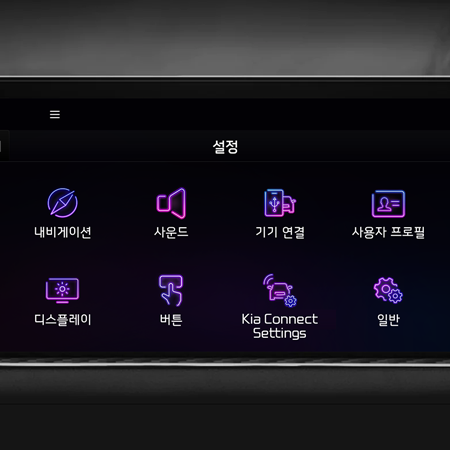 설정
내비게이션
사운드
기기 연결
사용자 프로필
디스플레이
버튼
Kia Connect
Settings
일반